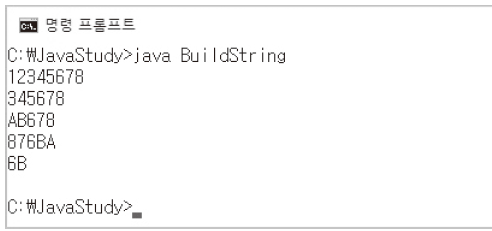 명령 프롬프트
C:₩JavaStudy>java BuildString
12345678
345678
AB678
876BA
6B
C:₩JavaStudy>_